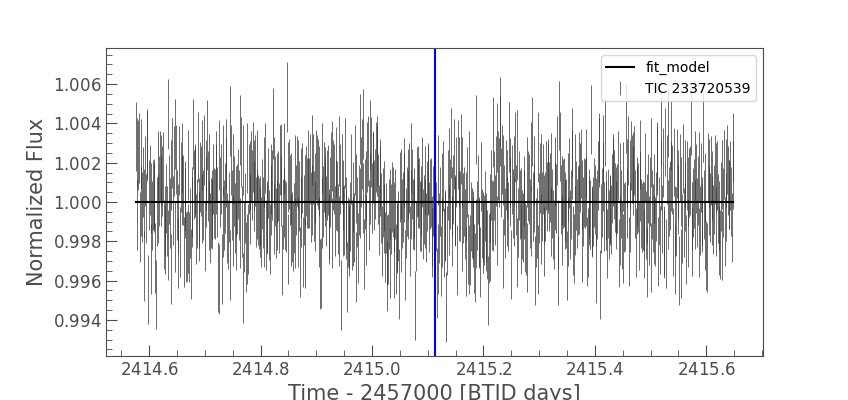 fit_model
TIC 233720539
1.006
1.004
1.002
1.000
0.998
0.996
0.994
Normalized Flux
2414.6 2414.8 2415.0 2415.2 2415.4 2415.6
Time - 2457000 [BTJD days]